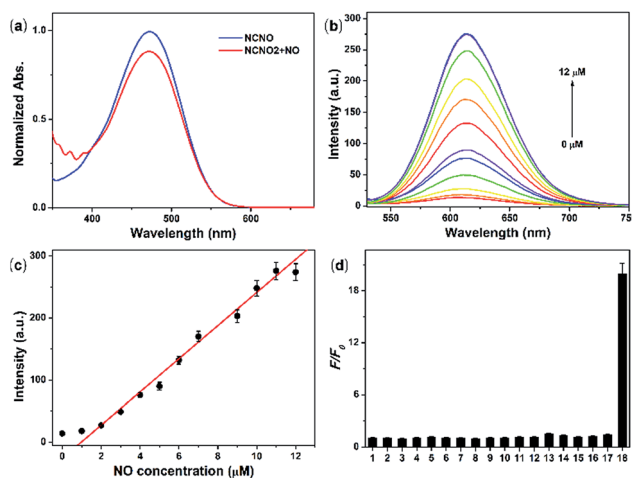 (a)
NCNO
NCNO2+NO
Normalized Abs.
1.0
0.5
0.0
400 500 600
Wavelength (nm)
(b)
Intensity (a.u.)
300
250
200
150
100
50
0
12 μM
0 μM
550 600 650 700 75
Wavelength (nm)
(c)
Intensity (a.u.)
300
200
100
0
0 2 4 6 8 10 12
NO concentration (μM)
(d)
F/F0
18
12
6
0
1 2 3 4 5 6 7 8 9 10 11 12 13 14 15 16 17 18